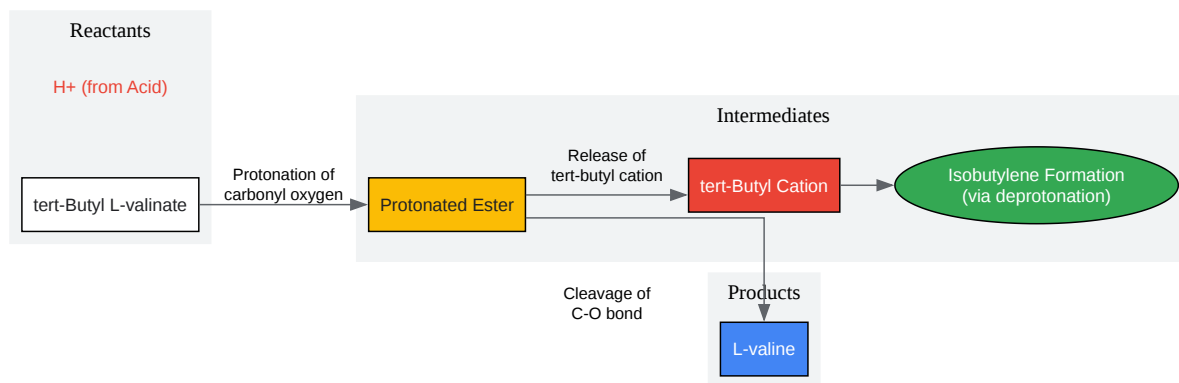 Reactants
H+ (from Acid)
tert-Butyl L-valinate
Protonation of
carbonyl oxygen
Intermediates
Protonated Ester
Release of
tert-butyl cation
tert-Butyl Cation
Isobutylene Formation
(via deprotonation)
Cleavage of
C-O bond
Products
L-valine